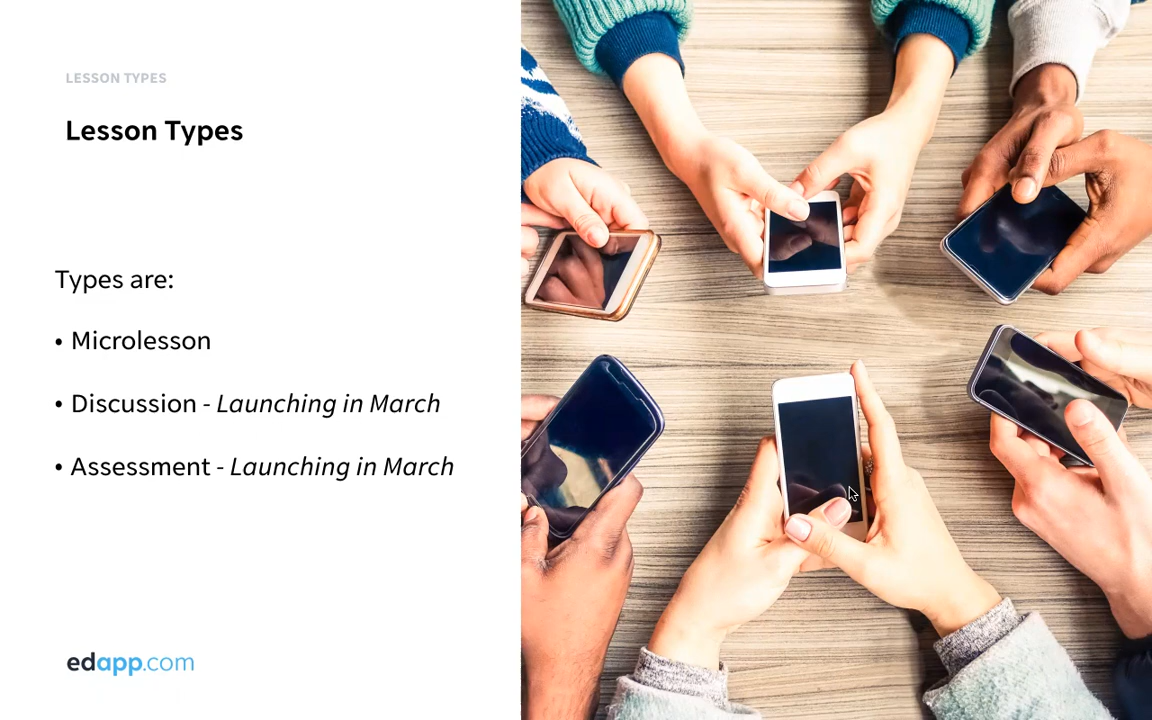 LESSON TYPES
Lesson Types
Types are:
• Microlesson
• Discussion - Launching in March
• Assessment - Launching in March
edapp.com